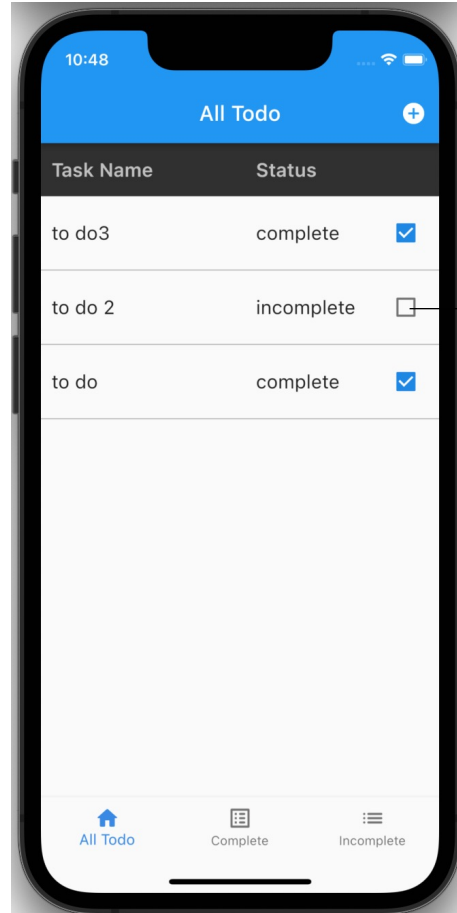 10:48
All Todo
Task Name Status
to do3 complete
to do 2 incomplete
to do complete
All Todo Complete Incomplete